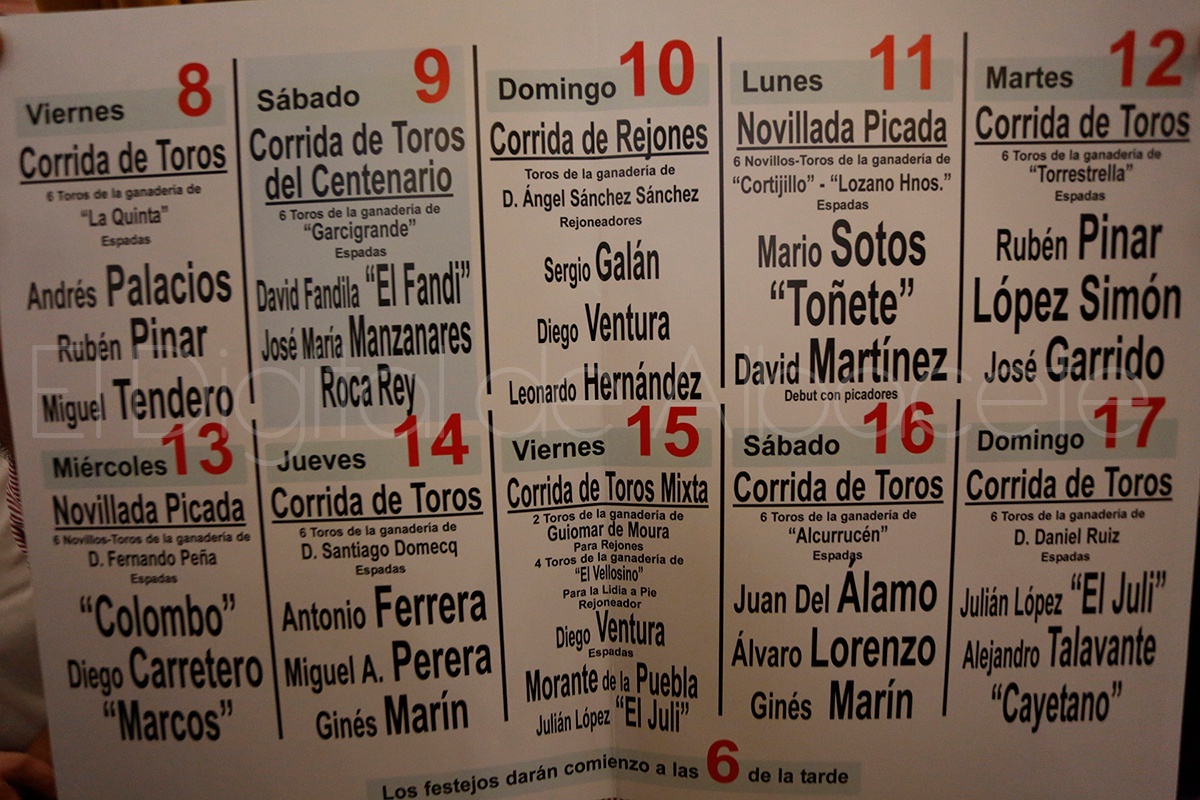 Viernes 8
Corrida de Toros
6 Toros de la ganadería de
“La Quinta”
Espadas
Andrés Palacios
Rubén Pinar
Miguel Tendero
Sábado 9
Corrida de Toros
del Centenario
6 Toros de la ganadería de
“Garcigrande”
Espadas
David Fandila “El Fandi”
José María Manzanares
Roca Rey
Domingo 10
Corrida de Rejones
Toros de la ganadería de
D. Ángel Sánchez Sánchez
Rejoneadores
Sergio Galán
Diego Ventura
Leonardo Hernández
Lunes 11
Novillada Picada
6 Novillos-Toros de la ganadería de
“Cortijillo” - “Lozano Hnos.”
Espadas
Mario Sotos
“Toñete”
David Martínez
Debut con picadores
Martes 12
Corrida de Toros
6 Toros de la ganadería de
“Torrestrella”
Espadas
Rubén Pinar
López Simón
José Garrido
Miércoles 13
Novillada Picada
6 Novillos-Toros de la ganadería de
D. Fernando Peña
Espadas
“Colombo”
Diego Carretero
“Marcos”
Jueves 14
Corrida de Toros
6 Toros de la ganadería de
D. Santiago Domecq
Espadas
Antonio Ferrera
Miguel A. Perera
Ginés Marín
Viernes 15
Corrida de Toros Mixta
2 Toros de la ganadería de
Guiomar de Moura
Para Rejones
4 Toros de la ganadería de
“El Vellosino”
Para la Lidia a Pie
Rejoneador
Diego Ventura
Espadas
Morante de la Puebla
Julián López “El Juli”
Sábado 16
Corrida de Toros
6 Toros de la ganadería de
“Alcurrucén”
Espadas
Juan Del Álamo
Álvaro Lorenzo
Ginés Marín
Domingo 17
Corrida de Toros
6 Toros de la ganadería de
D. Daniel Ruiz
Espadas
Julián López “El Juli”
Alejandro Talavante
“Cayetano”
Los festejos darán comienzo a las 6 de la tarde
El Digital de Albacete